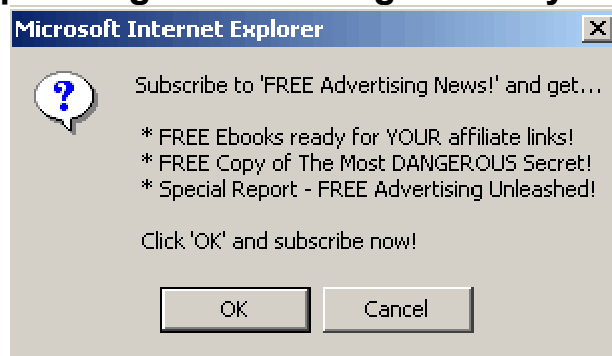 Microsoft Internet Explorer
Subscribe to 'FREE Advertising News!' and get...
* FREE Ebooks ready for YOUR affiliate links!
* FREE Copy of The Most DANGEROUS Secret!
* Special Report - FREE Advertising Unleashed!
Click 'OK' and subscribe now!
OK Cancel